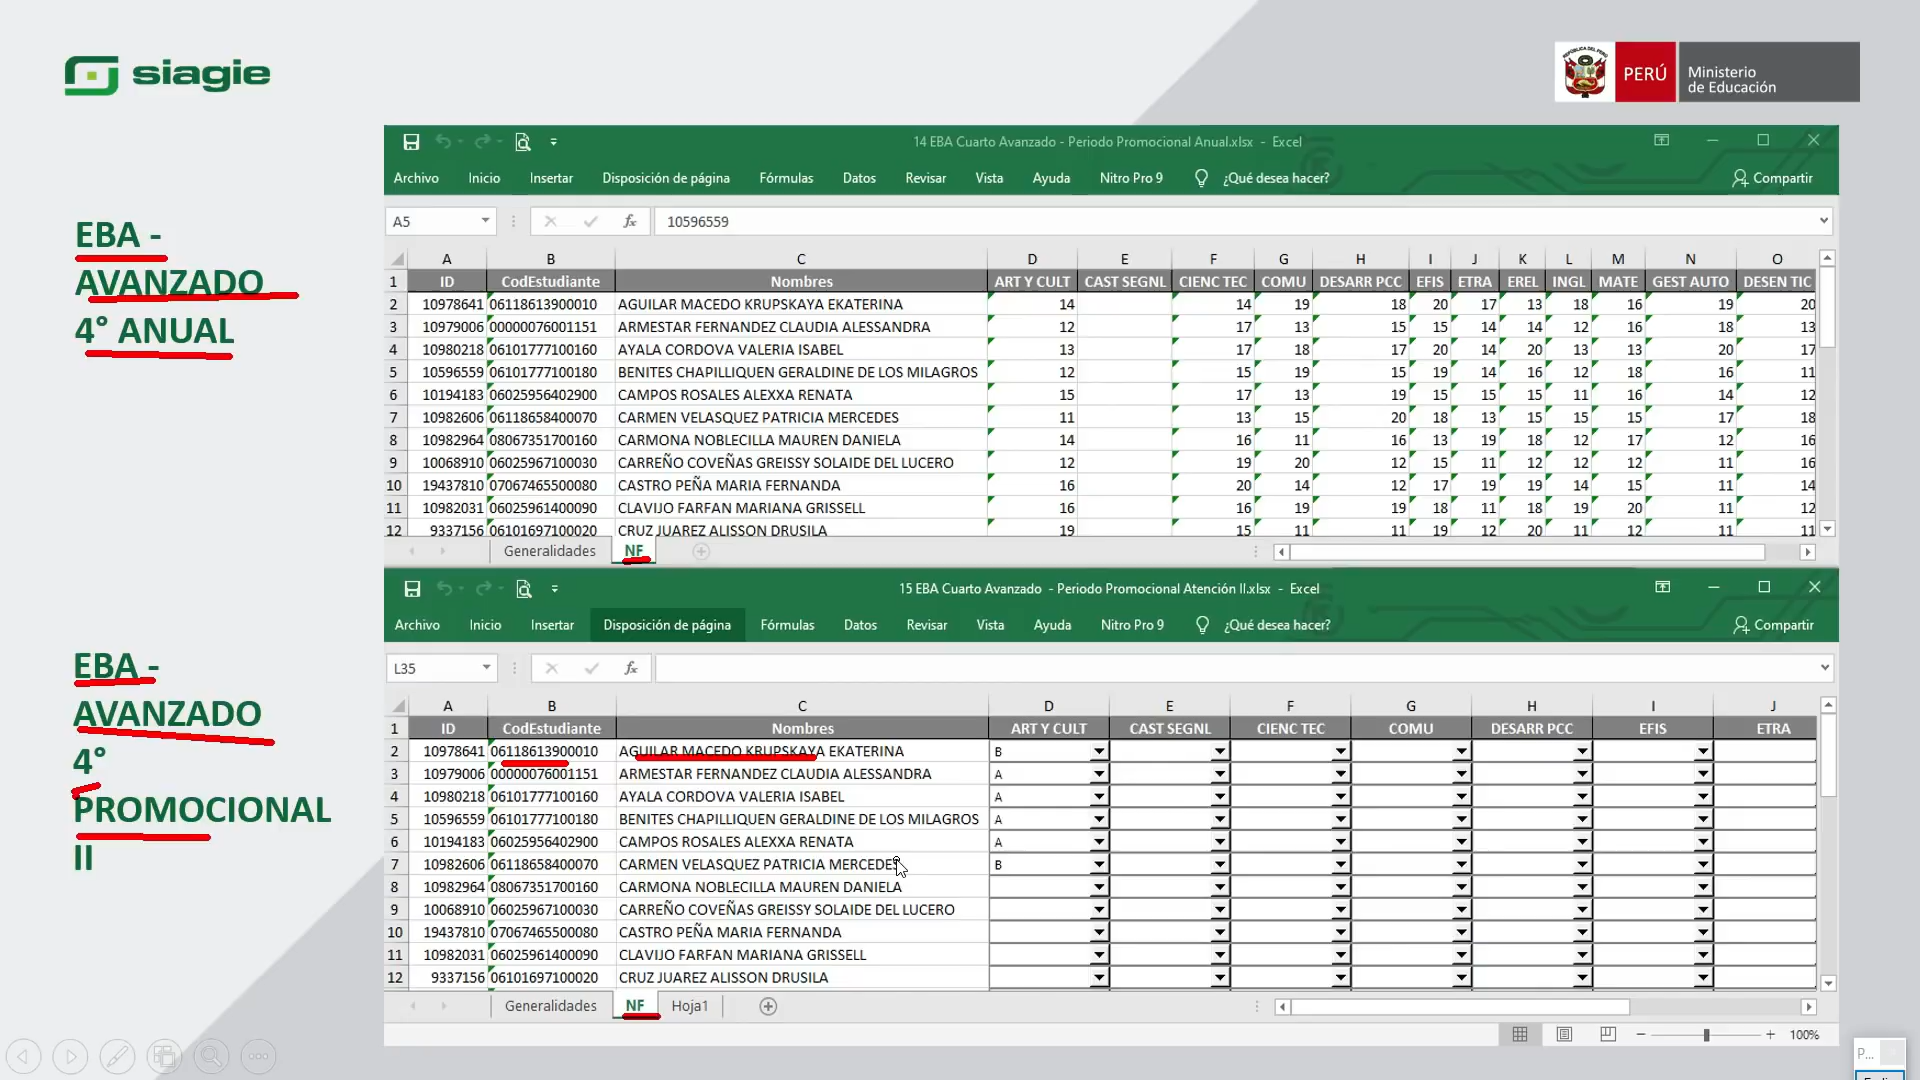 siagie
PERÚ Ministerio
de Educación
EBA -
AVANZADO
4° ANUAL
14 EBA Cuarto Avanzado - Periodo Promocional Anual.xlsx - Excel
Archivo Inicio Insertar Disposición de página Fórmulas Datos Revisar Vista Ayuda Nitro Pro 9 ¿Qué desea hacer? Compartir
A5 fx 10596559
A B C D E F G H I J K L M N O
1 ID CodEstudiante Nombres ART Y CULT CAST SEGNL CIENC TEC COMU DESARR PCC EFIS ETRA EREL INGL MATE GEST AUTO DESEN TIC
2 10978641 06118613900010 AGUILAR MACEDO KRUPSKAYA EKATERINA 14 14 19 18 20 17 13 18 16 19 20
3 10979006 00000076001151 ARMESTAR FERNANDEZ CLAUDIA ALESSANDRA 12 17 13 15 15 14 14 12 16 18 13
4 10980218 06101777100160 AYALA CORDOVA VALERIA ISABEL 13 17 18 17 20 14 20 13 13 20 17
5 10596559 06101777100180 BENITES CHAPILLIQUEN GERALDINE DE LOS MILAGROS 12 15 19 15 19 14 16 12 18 16 11
6 10194183 06025956402900 CAMPOS ROSALES ALEXXA RENATA 15 17 13 19 15 15 15 11 16 14 12
7 10982606 06118658400070 CARMEN VELASQUEZ PATRICIA MERCEDES 11 13 15 20 18 13 15 15 15 17 18
8 10982964 08067351700160 CARMONA NOBLECILLA MAUREN DANIELA 14 16 11 16 13 19 18 12 17 12 16
9 10068910 06025967100030 CARREÑO COVEÑAS GREISSY SOLAIDE DEL LUCERO 12 19 20 12 15 11 12 12 12 11 16
10 19437810 07067465500080 CASTRO PEÑA MARIA FERNANDA 16 20 14 12 17 19 19 14 15 11 14
11 10982031 06025961400090 CLAVIJO FARFAN MARIANA GRISSELL 16 16 19 19 18 11 18 19 20 11 12
12 9337156 06101697100020 CRUZ JUAREZ ALISSON DRUSILA 19 15 11 11 19 12 20 11 12 11 11
Generalidades NF
EBA -
AVANZADO
4°
PROMOCIONAL
II
15 EBA Cuarto Avanzado - Periodo Promocional Atención II.xlsx - Excel
Archivo Inicio Insertar Disposición de página Fórmulas Datos Revisar Vista Ayuda Nitro Pro 9 ¿Qué desea hacer? Compartir
L35 fx
A B C D E F G H I J
1 ID CodEstudiante Nombres ART Y CULT CAST SEGNL CIENC TEC COMU DESARR PCC EFIS ETRA
2 10978641 06118613900010 AGUILAR MACEDO KRUPSKAYA EKATERINA B
3 10979006 00000076001151 ARMESTAR FERNANDEZ CLAUDIA ALESSANDRA A
4 10980218 06101777100160 AYALA CORDOVA VALERIA ISABEL A
5 10596559 06101777100180 BENITES CHAPILLIQUEN GERALDINE DE LOS MILAGROS A
6 10194183 06025956402900 CAMPOS ROSALES ALEXXA RENATA A
7 10982606 06118658400070 CARMEN VELASQUEZ PATRICIA MERCEDES B
8 10982964 08067351700160 CARMONA NOBLECILLA MAUREN DANIELA
9 10068910 06025967100030 CARREÑO COVEÑAS GREISSY SOLAIDE DEL LUCERO
10 19437810 07067465500080 CASTRO PEÑA MARIA FERNANDA
11 10982031 06025961400090 CLAVIJO FARFAN MARIANA GRISSELL
12 9337156 06101697100020 CRUZ JUAREZ ALISSON DRUSILA
Generalidades NF Hoja1
100%
P...